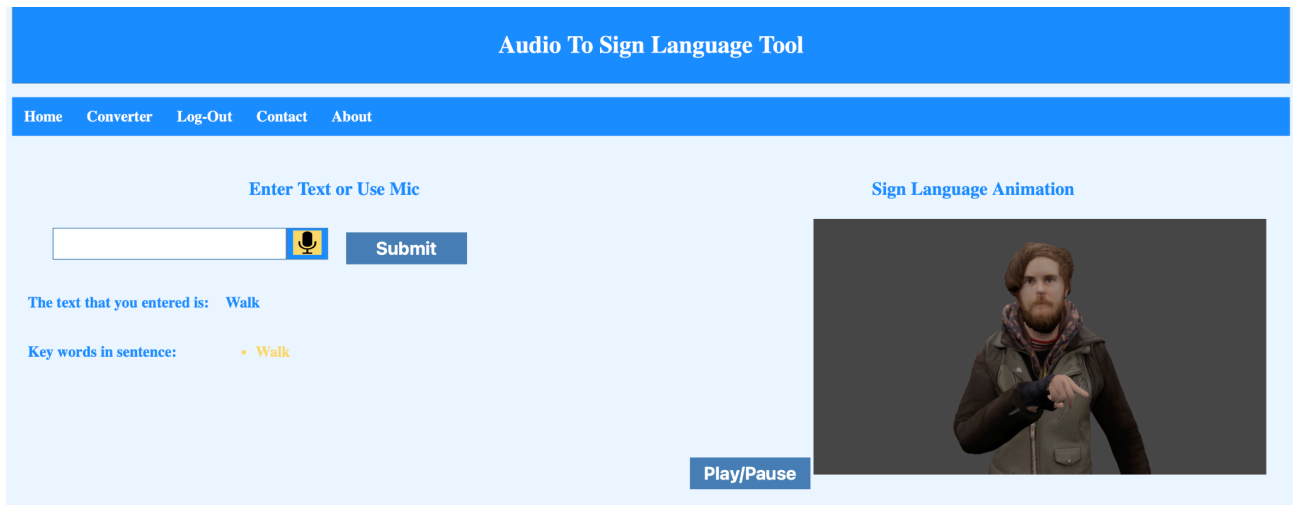 Audio To Sign Language Tool
Home Converter Log-Out Contact About
Enter Text or Use Mic
Submit
The text that you entered is: Walk
Key words in sentence: • Walk
Sign Language Animation
Play/Pause